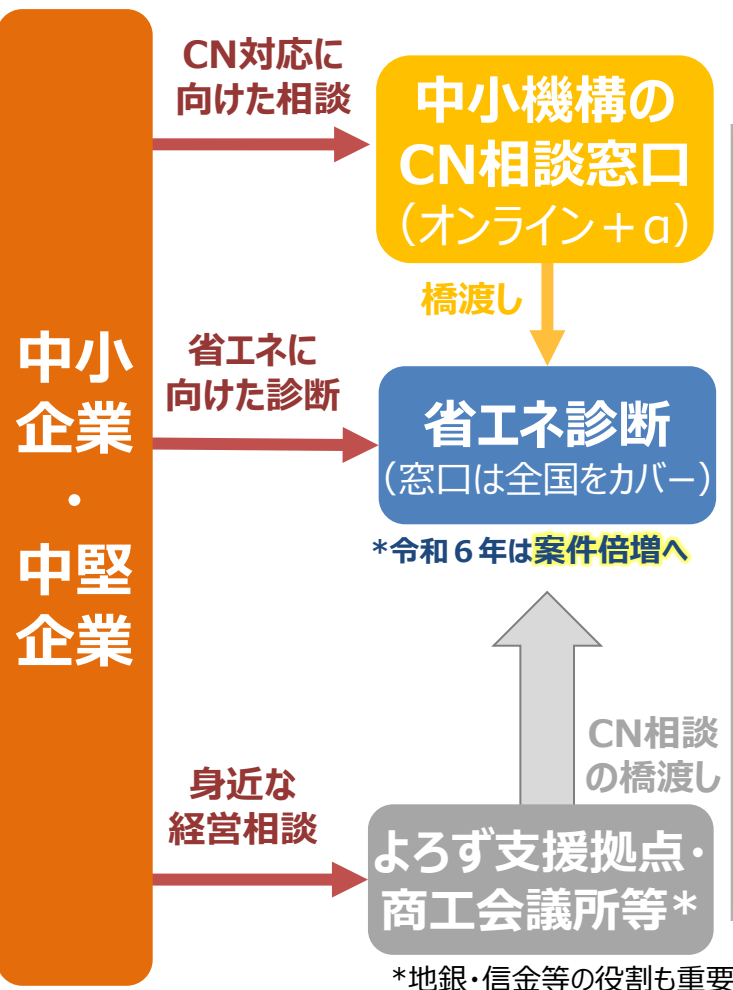 中小
企業
・
中堅
企業
CN対応に
向けた相談
中小機構の
CN相談窓口
（オンライン＋α）
橋渡し
省エネに
向けた診断
省エネ診断
（窓口は全国をカバー）
*令和６年は案件倍増へ
CN相談
の橋渡し
身近な
経営相談
よろず支援拠点・
商工会議所等*
*地銀・信金等の役割も重要